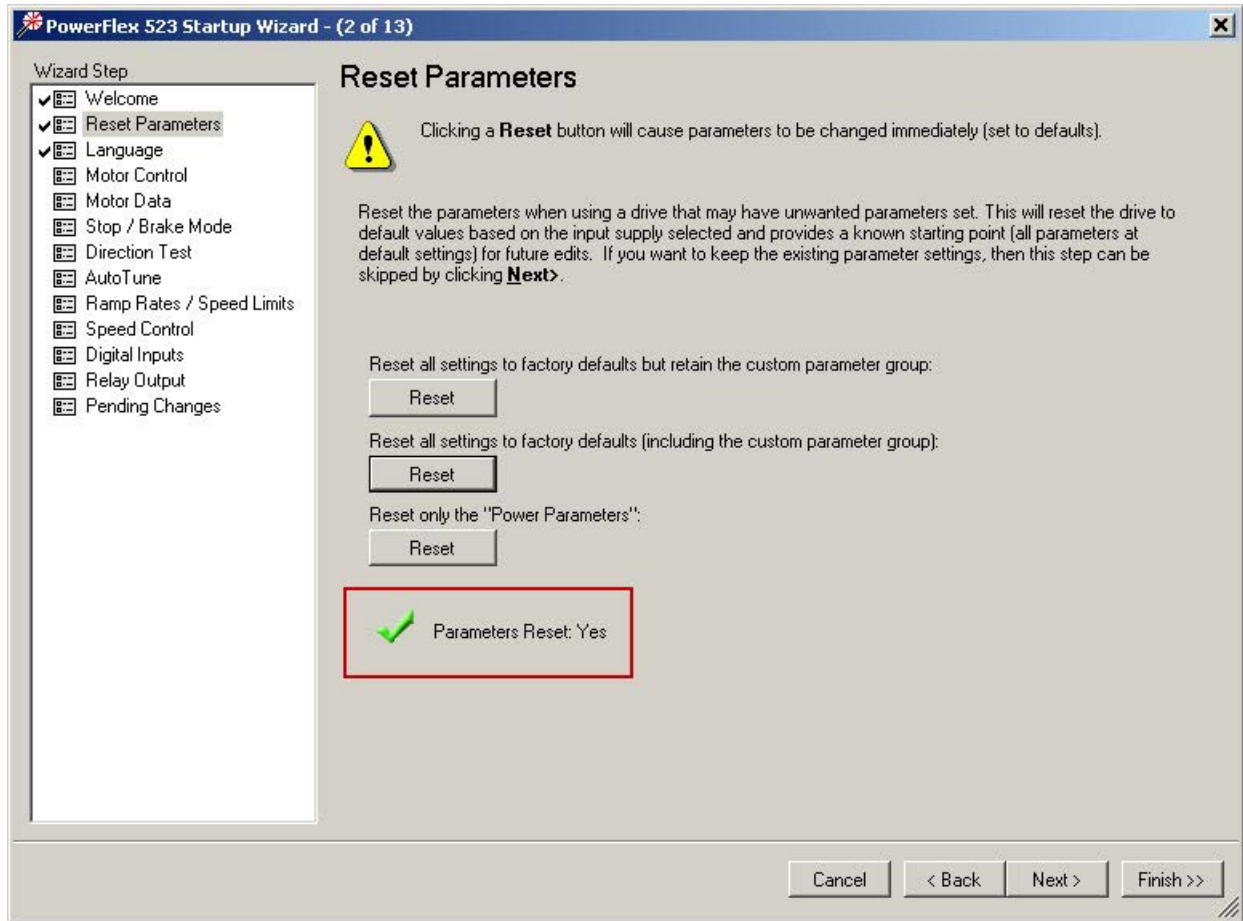 PowerFlex 523 Startup Wizard - (2 of 13)
Wizard Step
Welcome
Reset Parameters
Language
Motor Control
Motor Data
Stop / Brake Mode
Direction Test
AutoTune
Ramp Rates / Speed Limits
Speed Control
Digital Inputs
Relay Output
Pending Changes
Reset Parameters
Clicking a Reset button will cause parameters to be changed immediately (set to defaults).
Reset the parameters when using a drive that may have unwanted parameters set. This will reset the drive to
default values based on the input supply selected and provides a known starting point (all parameters at
default settings) for future edits. If you want to keep the existing parameter settings, then this step can be
skipped by clicking Next>.
Reset all settings to factory defaults but retain the custom parameter group:
Reset
Reset all settings to factory defaults (including the custom parameter group):
Reset
Reset only the "Power Parameters":
Reset
Parameters Reset: Yes
Cancel
< Back
Next >
Finish >>